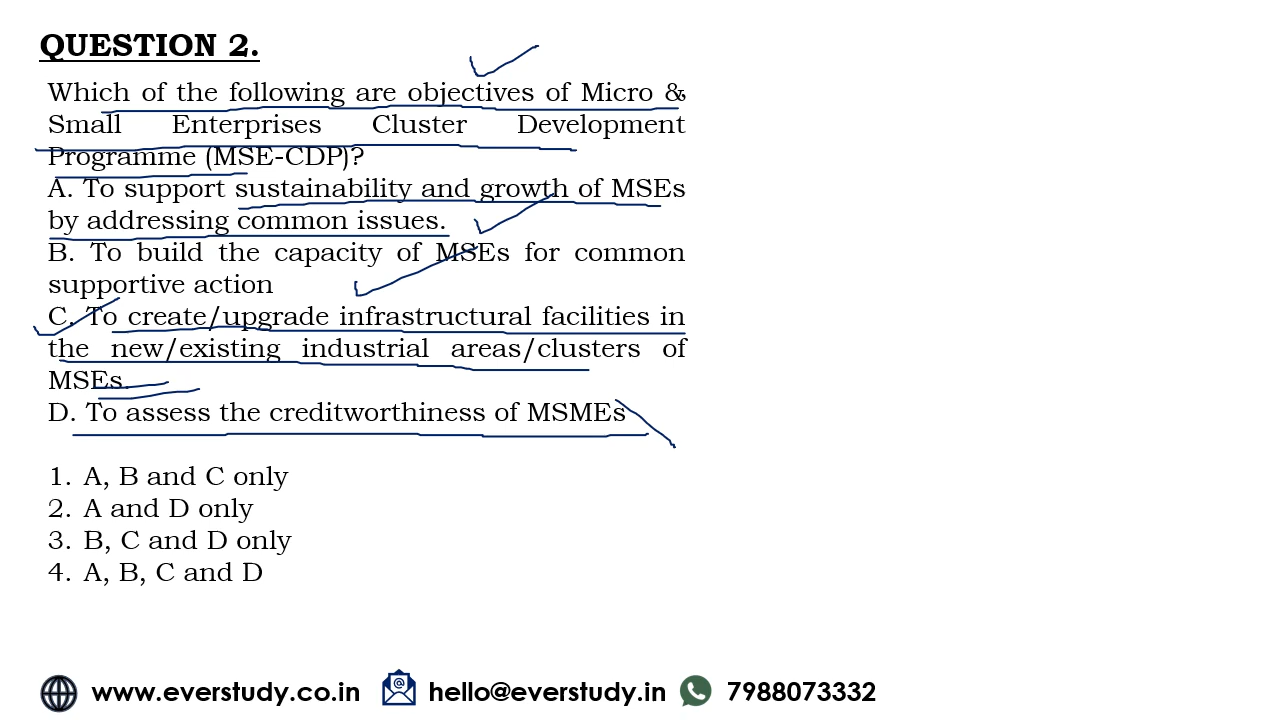 QUESTION 2.
Which of the following are objectives of Micro &
Small Enterprises Cluster Development
Programme (MSE-CDP)?
A. To support sustainability and growth of MSEs
by addressing common issues.
B. To build the capacity of MSEs for common
supportive action
C. To create/upgrade infrastructural facilities in
the new/existing industrial areas/clusters of
MSEs.
D. To assess the creditworthiness of MSMEs
1. A, B and C only
2. A and D only
3. B, C and D only
4. A, B, C and D
www.everstudy.co.in hello@everstudy.in 7988073332